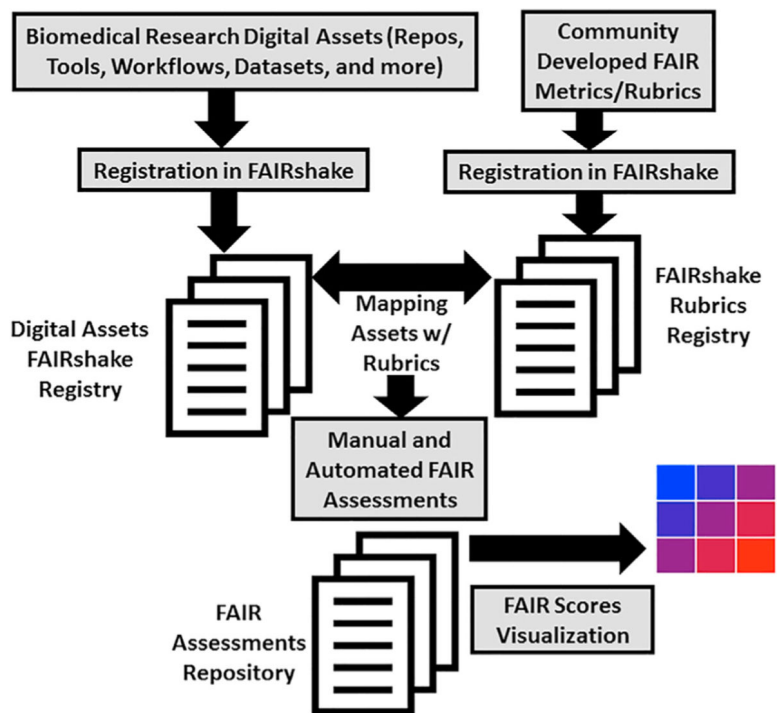 Biomedical Research Digital Assets (Repos,
Tools, Workflows, Datasets, and more)
Community
Developed FAIR
Metrics/Rubrics
Registration in FAIRshake
Registration in FAIRshake
Digital Assets
FAIRshake
Registry
Mapping
Assets w/
Rubrics
FAIRshake
Rubrics
Registry
Manual and
Automated FAIR
Assessments
FAIR
Assessments
Repository
FAIR Scores
Visualization